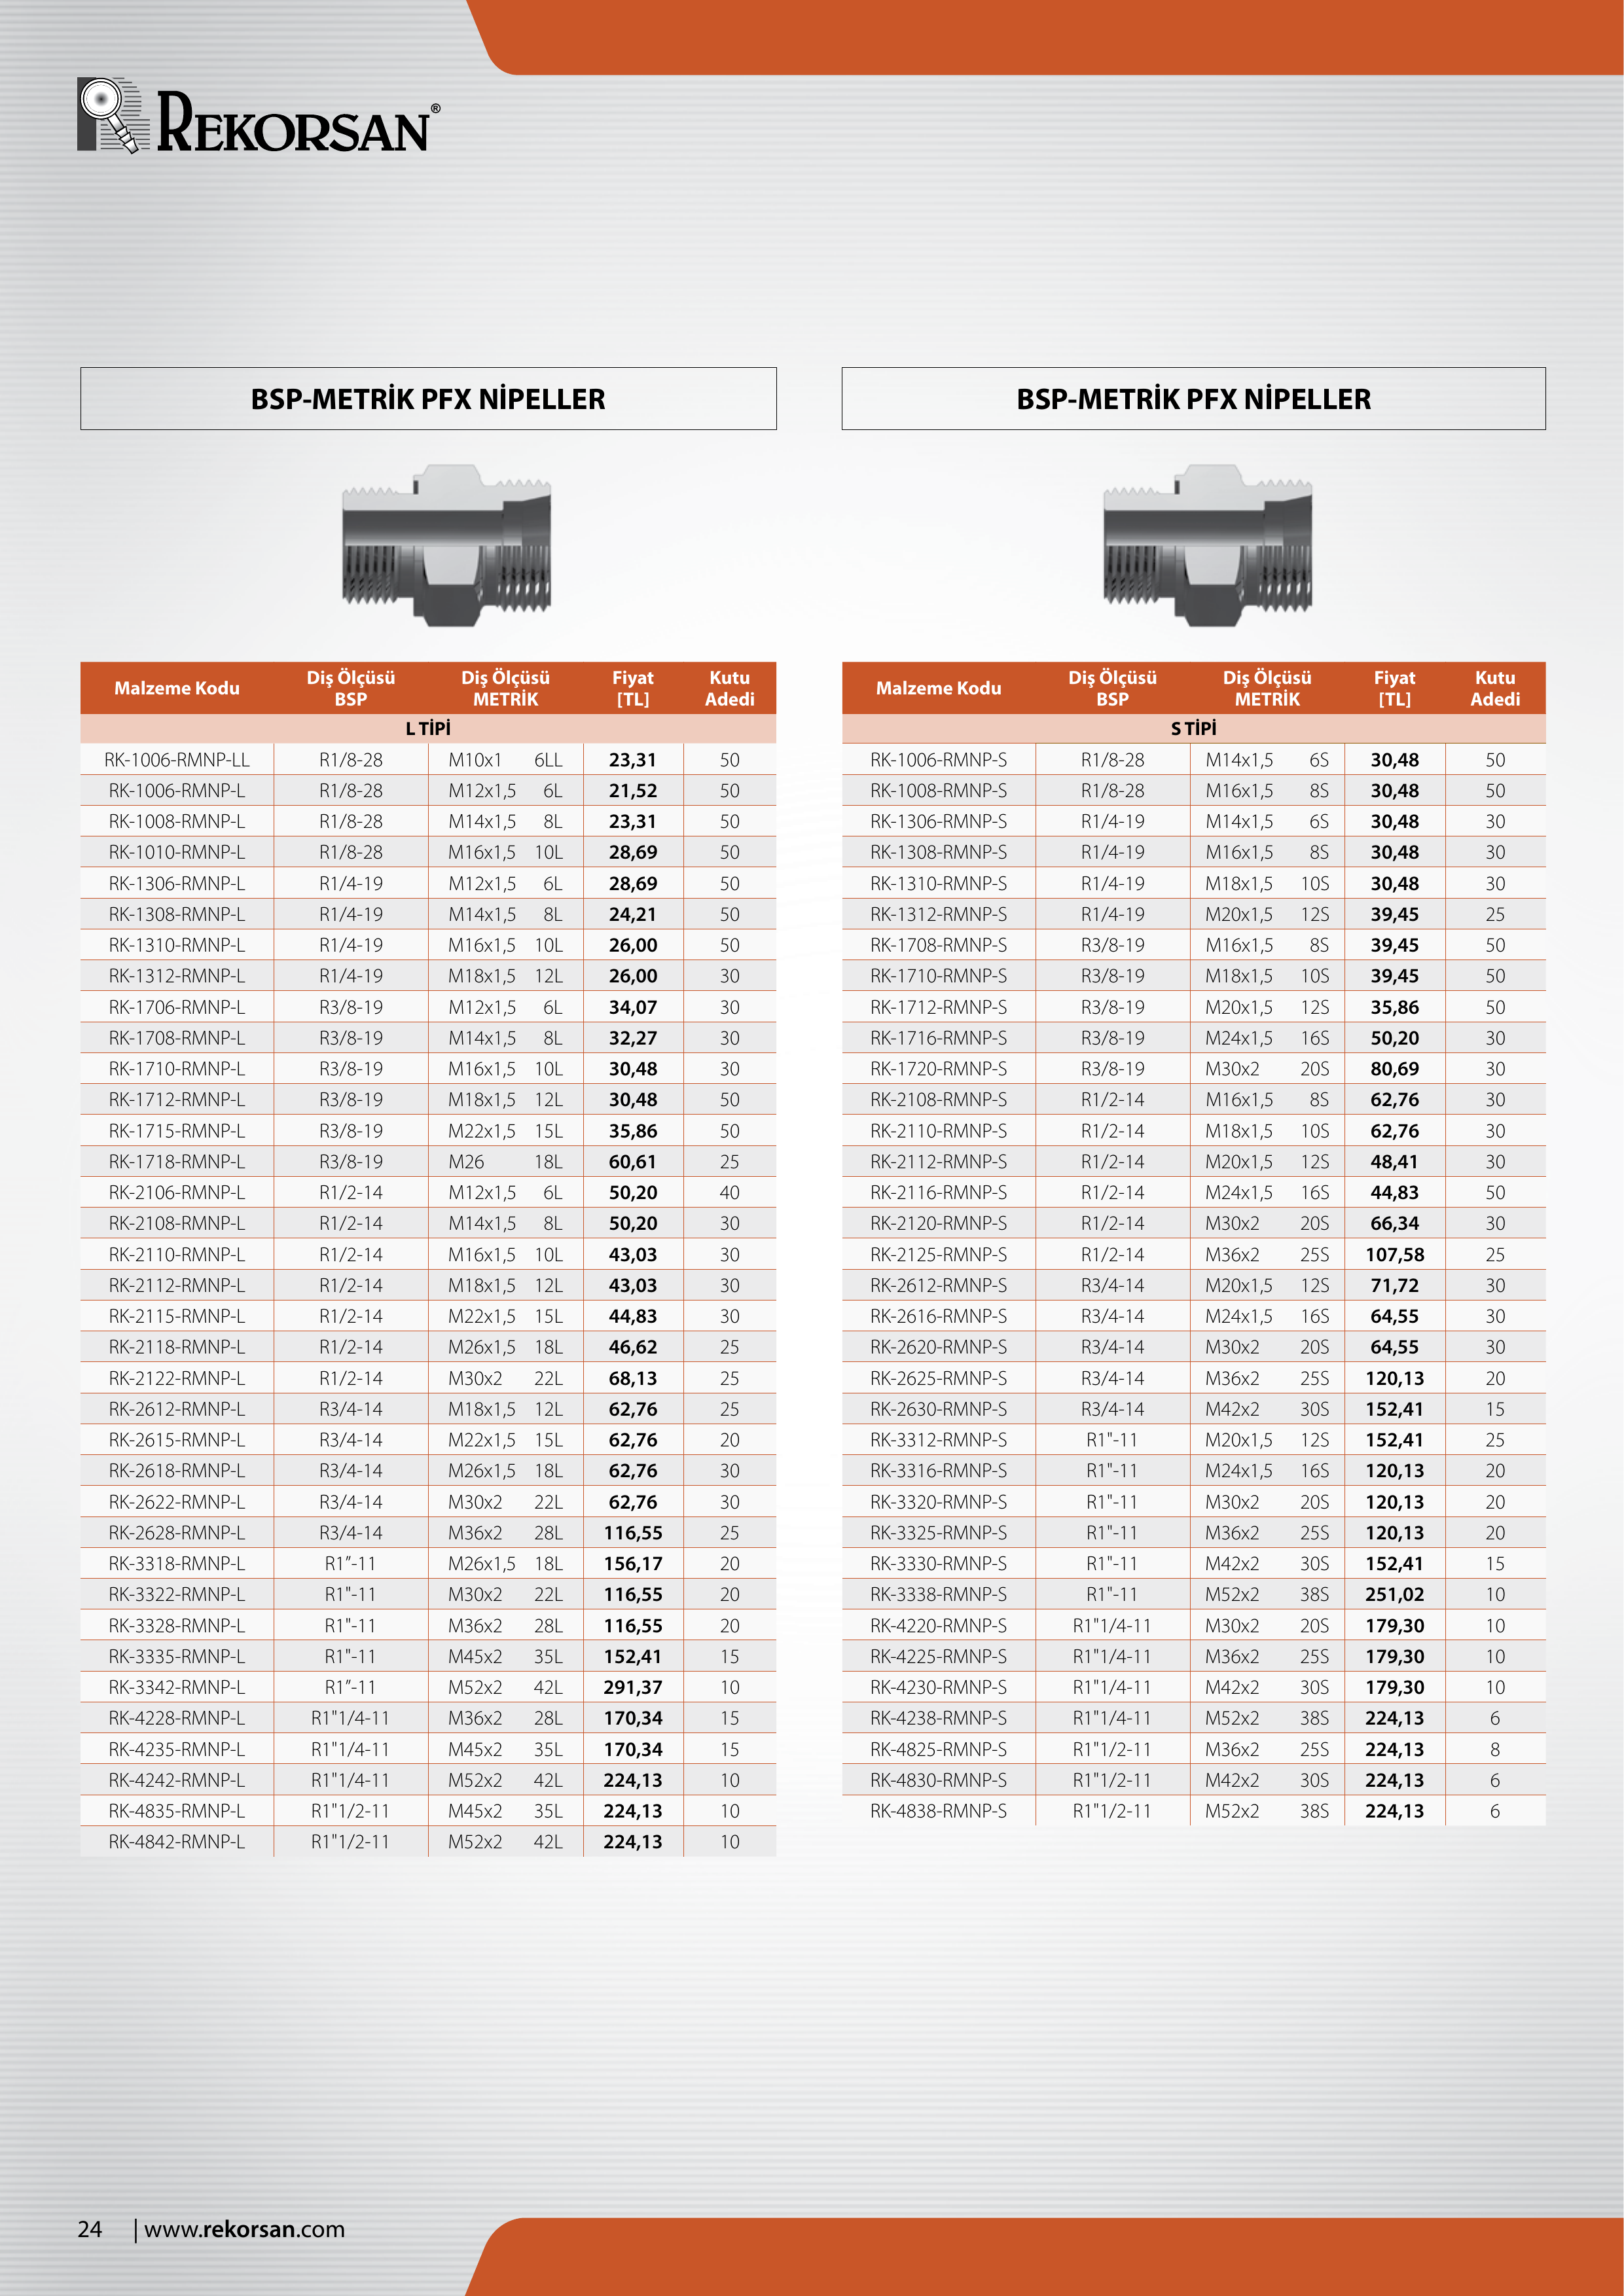 REKORSAN®
BSP-METRİK PFX NİPELLER
Malzeme Kodu Diş Ölçüsü BSP Diş Ölçüsü METRİK Fiyat [TL] Kutu Adedi
L TİPİ
RK-1006-RMNP-LL R1/8-28 M10x1 6LL 23,31 50
RK-1006-RMNP-L R1/8-28 M12x1,5 6L 21,52 50
RK-1008-RMNP-L R1/8-28 M14x1,5 8L 23,31 50
RK-1010-RMNP-L R1/8-28 M16x1,5 10L 28,69 50
RK-1306-RMNP-L R1/4-19 M12x1,5 6L 28,69 50
RK-1308-RMNP-L R1/4-19 M14x1,5 8L 24,21 50
RK-1310-RMNP-L R1/4-19 M16x1,5 10L 26,00 50
RK-1312-RMNP-L R1/4-19 M18x1,5 12L 26,00 30
RK-1706-RMNP-L R3/8-19 M12x1,5 6L 34,07 30
RK-1708-RMNP-L R3/8-19 M14x1,5 8L 32,27 30
RK-1710-RMNP-L R3/8-19 M16x1,5 10L 30,48 30
RK-1712-RMNP-L R3/8-19 M18x1,5 12L 30,48 50
RK-1715-RMNP-L R3/8-19 M22x1,5 15L 35,86 50
RK-1718-RMNP-L R3/8-19 M26 18L 60,61 25
RK-2106-RMNP-L R1/2-14 M12x1,5 6L 50,20 40
RK-2108-RMNP-L R1/2-14 M14x1,5 8L 50,20 30
RK-2110-RMNP-L R1/2-14 M16x1,5 10L 43,03 30
RK-2112-RMNP-L R1/2-14 M18x1,5 12L 43,03 30
RK-2115-RMNP-L R1/2-14 M22x1,5 15L 44,83 30
RK-2118-RMNP-L R1/2-14 M26x1,5 18L 46,62 25
RK-2122-RMNP-L R1/2-14 M30x2 22L 68,13 25
RK-2612-RMNP-L R3/4-14 M18x1,5 12L 62,76 25
RK-2615-RMNP-L R3/4-14 M22x1,5 15L 62,76 20
RK-2618-RMNP-L R3/4-14 M26x1,5 18L 62,76 30
RK-2622-RMNP-L R3/4-14 M30x2 22L 62,76 30
RK-2628-RMNP-L R3/4-14 M36x2 28L 116,55 25
RK-3318-RMNP-L R1”-11 M26x1,5 18L 156,17 20
RK-3322-RMNP-L R1"-11 M30x2 22L 116,55 20
RK-3328-RMNP-L R1"-11 M36x2 28L 116,55 20
RK-3335-RMNP-L R1"-11 M45x2 35L 152,41 15
RK-3342-RMNP-L R1”-11 M52x2 42L 291,37 10
RK-4228-RMNP-L R1"1/4-11 M36x2 28L 170,34 15
RK-4235-RMNP-L R1"1/4-11 M45x2 35L 170,34 15
RK-4242-RMNP-L R1"1/4-11 M52x2 42L 224,13 10
RK-4835-RMNP-L R1"1/2-11 M45x2 35L 224,13 10
RK-4842-RMNP-L R1"1/2-11 M52x2 42L 224,13 10
BSP-METRİK PFX NİPELLER
Malzeme Kodu Diş Ölçüsü BSP Diş Ölçüsü METRİK Fiyat [TL] Kutu Adedi
S TİPİ
RK-1006-RMNP-S R1/8-28 M14x1,5 6S 30,48 50
RK-1008-RMNP-S R1/8-28 M16x1,5 8S 30,48 50
RK-1306-RMNP-S R1/4-19 M14x1,5 6S 30,48 30
RK-1308-RMNP-S R1/4-19 M16x1,5 8S 30,48 30
RK-1310-RMNP-S R1/4-19 M18x1,5 10S 30,48 30
RK-1312-RMNP-S R1/4-19 M20x1,5 12S 39,45 25
RK-1708-RMNP-S R3/8-19 M16x1,5 8S 39,45 50
RK-1710-RMNP-S R3/8-19 M18x1,5 10S 39,45 50
RK-1712-RMNP-S R3/8-19 M20x1,5 12S 35,86 50
RK-1716-RMNP-S R3/8-19 M24x1,5 16S 50,20 30
RK-1720-RMNP-S R3/8-19 M30x2 20S 80,69 30
RK-2108-RMNP-S R1/2-14 M16x1,5 8S 62,76 30
RK-2110-RMNP-S R1/2-14 M18x1,5 10S 62,76 30
RK-2112-RMNP-S R1/2-14 M20x1,5 12S 48,41 30
RK-2116-RMNP-S R1/2-14 M24x1,5 16S 44,83 50
RK-2120-RMNP-S R1/2-14 M30x2 20S 66,34 30
RK-2125-RMNP-S R1/2-14 M36x2 25S 107,58 25
RK-2612-RMNP-S R3/4-14 M20x1,5 12S 71,72 30
RK-2616-RMNP-S R3/4-14 M24x1,5 16S 64,55 30
RK-2620-RMNP-S R3/4-14 M30x2 20S 64,55 30
RK-2625-RMNP-S R3/4-14 M36x2 25S 120,13 20
RK-2630-RMNP-S R3/4-14 M42x2 30S 152,41 15
RK-3312-RMNP-S R1"-11 M20x1,5 12S 152,41 25
RK-3316-RMNP-S R1"-11 M24x1,5 16S 120,13 20
RK-3320-RMNP-S R1"-11 M30x2 20S 120,13 20
RK-3325-RMNP-S R1"-11 M36x2 25S 120,13 20
RK-3330-RMNP-S R1"-11 M42x2 30S 152,41 15
RK-3338-RMNP-S R1"-11 M52x2 38S 251,02 10
RK-4220-RMNP-S R1"1/4-11 M30x2 20S 179,30 10
RK-4225-RMNP-S R1"1/4-11 M36x2 25S 179,30 10
RK-4230-RMNP-S R1"1/4-11 M42x2 30S 179,30 10
RK-4238-RMNP-S R1"1/4-11 M52x2 38S 224,13 6
RK-4825-RMNP-S R1"1/2-11 M36x2 25S 224,13 8
RK-4830-RMNP-S R1"1/2-11 M42x2 30S 224,13 6
RK-4838-RMNP-S R1"1/2-11 M52x2 38S 224,13 6
24 | www.rekorsan.com